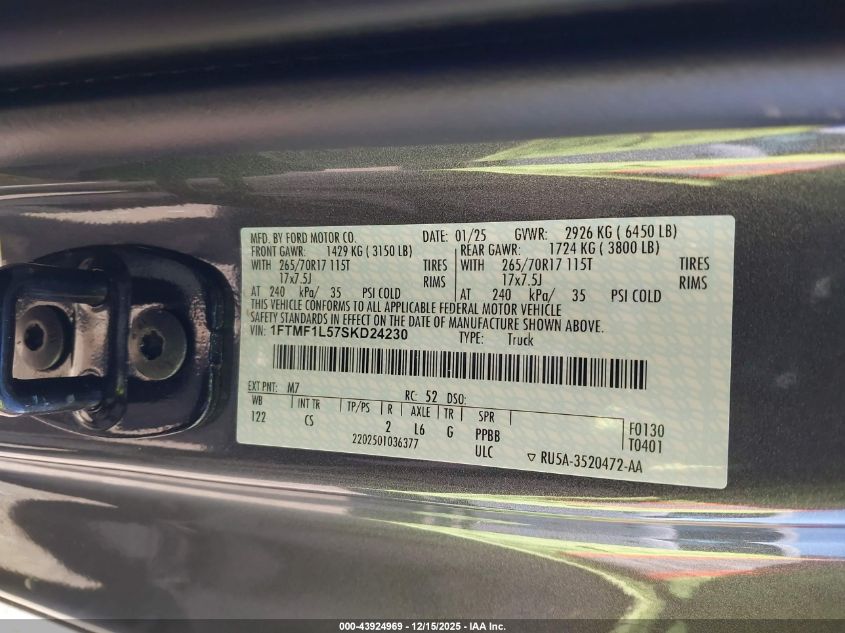 MFD. BY FORD MOTOR CO. DATE: 01/25 GVWR: 2926 KG ( 6450 LB)
FRONT GAWR: 1429 KG ( 3150 LB) REAR GAWR: 1724 KG ( 3800 LB)
WITH 265/70R17 115T TIRES WITH 265/70R17 115T TIRES
17x7.5J RIMS 17x7.5J RIMS
AT 240 kPa/ 35 PSI COLD AT 240 kPa/ 35 PSI COLD
THIS VEHICLE CONFORMS TO ALL APPLICABLE FEDERAL MOTOR VEHICLE
SAFETY STANDARDS IN EFFECT ON THE DATE OF MANUFACTURE SHOWN ABOVE.
VIN: 1FTMF1L57SKD24230 TYPE: Truck
EXT PNT: M7 RC: 52 DSO:
WB INT TR TP/PS R AXLE TR SPR
122 CS 2 L6 G PPBB F0130
2202501036377 ULC T0401
▽ RU5A-3520472-AA
000-43924969 - 12/15/2025 - IAA Inc.